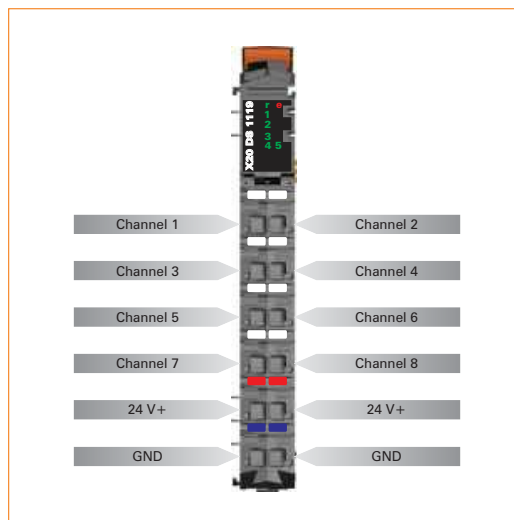 X20 DS 1119
r e
1
2
3
4 5
Channel 1 Channel 2
Channel 3 Channel 4
Channel 5 Channel 6
Channel 7 Channel 8
24 V+ 24 V+
GND GND